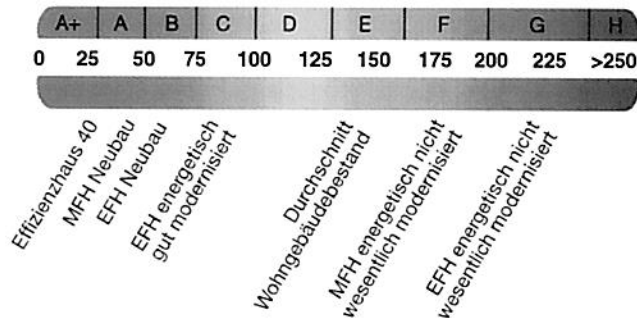 A+ A B C D E F G H
0 25 50 75 100 125 150 175 200 225 >250
Effizienzhaus 40
MFH Neubau
EFH Neubau
EFH energetisch
gut modernisiert
Durchschnitt
Wohngebäudebestand
MFH energetisch nicht
wesentlich modernisiert
EFH energetisch nicht
wesentlich modernisiert